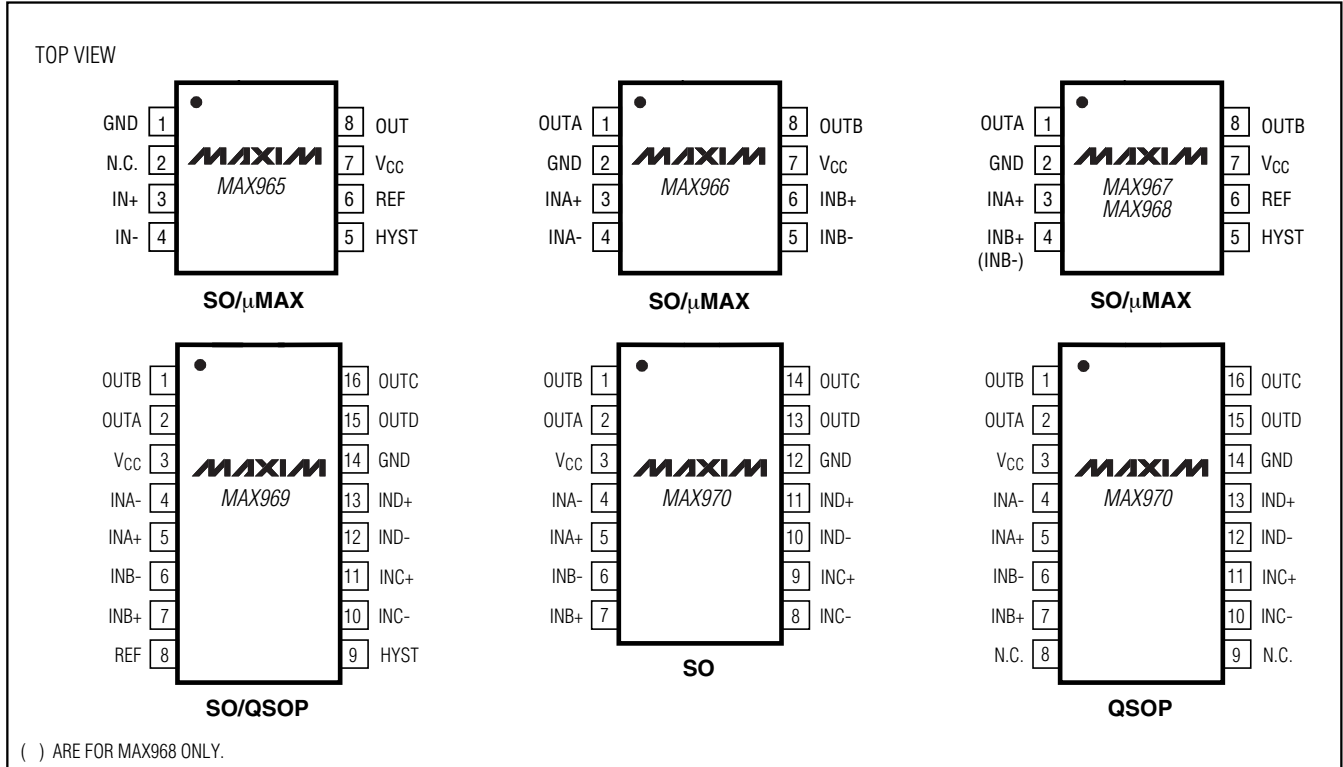 TOP VIEW
GND 1 8 OUT
N.C. 2 7 VCC
IN+ 3 6 REF
IN- 4 5 HYST
MAXIM
MAX965
SO/µMAX
OUTA 1 8 OUTB
GND 2 7 VCC
INA+ 3 6 INB+
INA- 4 5 INB-
MAXIM
MAX966
SO/µMAX
OUTA 1 8 OUTB
GND 2 7 VCC
INA+ 3 6 REF
INB+ 4 5 HYST
(INB-)
MAXIM
MAX967
MAX968
SO/µMAX
OUTB 1 16 OUTC
OUTA 2 15 OUTD
VCC 3 14 GND
INA- 4 13 IND+
INA+ 5 12 IND-
INB- 6 11 INC+
INB+ 7 10 INC-
REF 8 9 HYST
MAXIM
MAX969
SO/QSOP
OUTB 1 14 OUTC
OUTA 2 13 OUTD
VCC 3 12 GND
INA- 4 11 IND+
INA+ 5 10 IND-
INB- 6 9 INC+
INB+ 7 8 INC-
MAXIM
MAX970
SO
OUTB 1 16 OUTC
OUTA 2 15 OUTD
VCC 3 14 GND
INA- 4 13 IND+
INA+ 5 12 IND-
INB- 6 11 INC+
INB+ 7 10 INC-
N.C. 8 9 N.C.
MAXIM
MAX970
QSOP
( ) ARE FOR MAX968 ONLY.